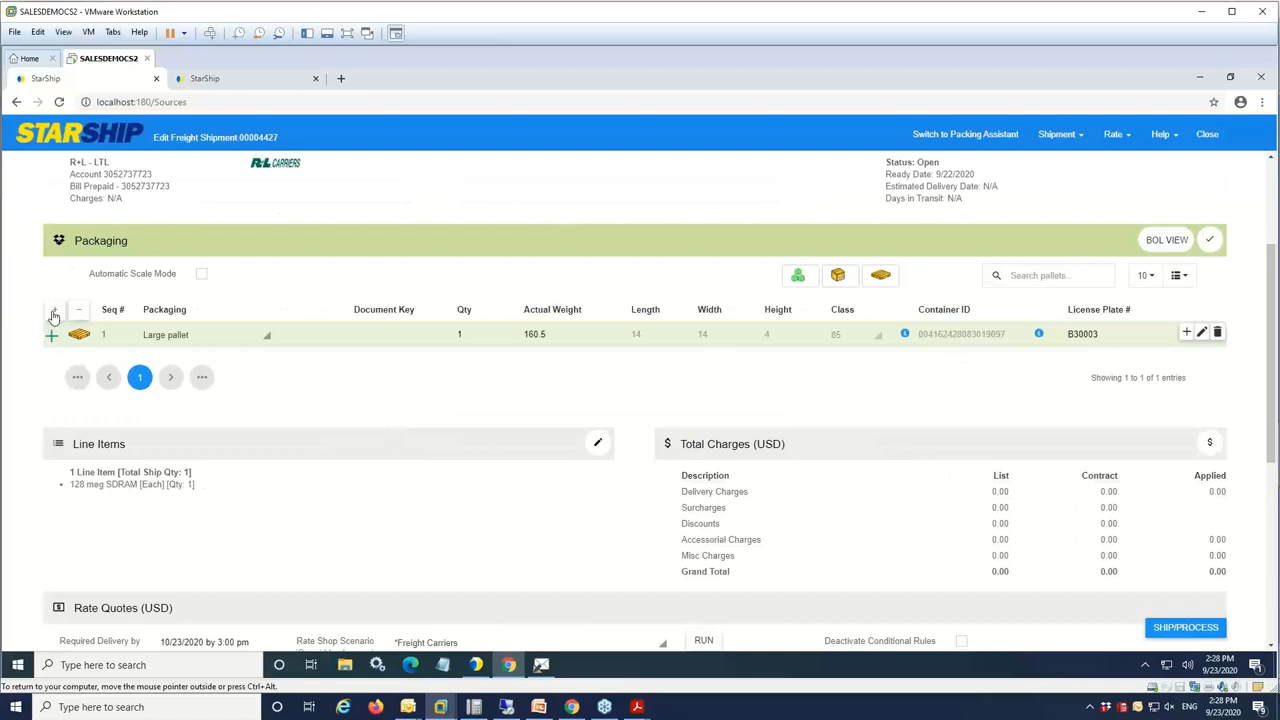 SALESDEMOCS2 - VMware Workstation
File Edit View VM Tabs Help
Home SALESDEMOCS2
StarShip StarShip
localhost:180/Sources
STARSHIP Edit Freight Shipment 00004427 Switch to Packing Assistant Shipment Rate Help Close
R+L - LTL R+L CARRIERS Status: Open
Account 3052737723 Ready Date: 9/22/2020
Bill Prepaid - 3052737723 Estimated Delivery Date: N/A
Charges: N/A Days in Transit: N/A
Packaging BOL VIEW
Automatic Scale Mode Search pallets... 10
Seq # Packaging Document Key Qty Actual Weight Length Width Height Class Container ID License Plate #
1 Large pallet 1 160.5 14 14 4 85 004162428083019097 B30003
1 Showing 1 to 1 of 1 entries
Line Items Total Charges (USD) $
1 Line Item [Total Ship Qty: 1] Description List Contract Applied
• 128 meg SDRAM [Each] [Qty: 1] Delivery Charges 0.00 0.00 0.00
Surcharges 0.00 0.00
Discounts 0.00 0.00
Accessorial Charges 0.00 0.00 0.00
Misc Charges 0.00 0.00 0.00
Grand Total 0.00 0.00 0.00
Rate Quotes (USD)
SHIP/PROCESS
Required Delivery by 10/23/2020 by 3:00 pm Rate Shop Scenario *Freight Carriers RUN Deactivate Conditional Rules
Type here to search 2:28 PM
9/23/2020
To return to your computer, move the mouse pointer outside or press Ctrl+Alt.
Type here to search ENG 2:28 PM
9/23/2020